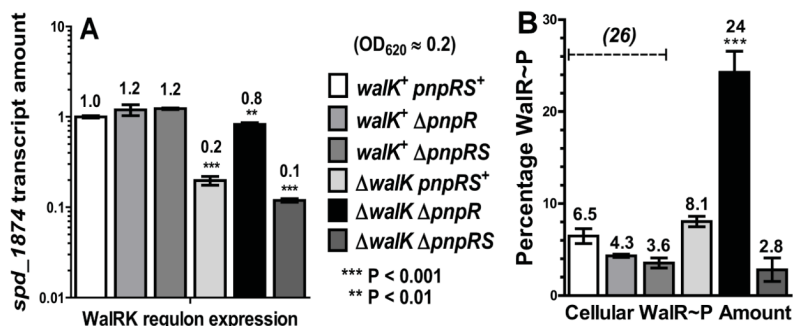 A
B
(OD620 ≈ 0.2)
spd_1874 transcript amount
10
1
0.1
0.01
1.0
1.2
1.2
0.2
***
0.8
**
0.1
***
WalRK regulon expression
walK+ pnpRS+
walK+ ΔpnpR
walK+ ΔpnpRS
ΔwalK pnpRS+
ΔwalK ΔpnpR
ΔwalK ΔpnpRS
*** P < 0.001
** P < 0.01
Percentage WalR~P
30
20
10
0
(26)
6.5
4.3
3.6
8.1
24
***
2.8
Cellular WalR~P Amount